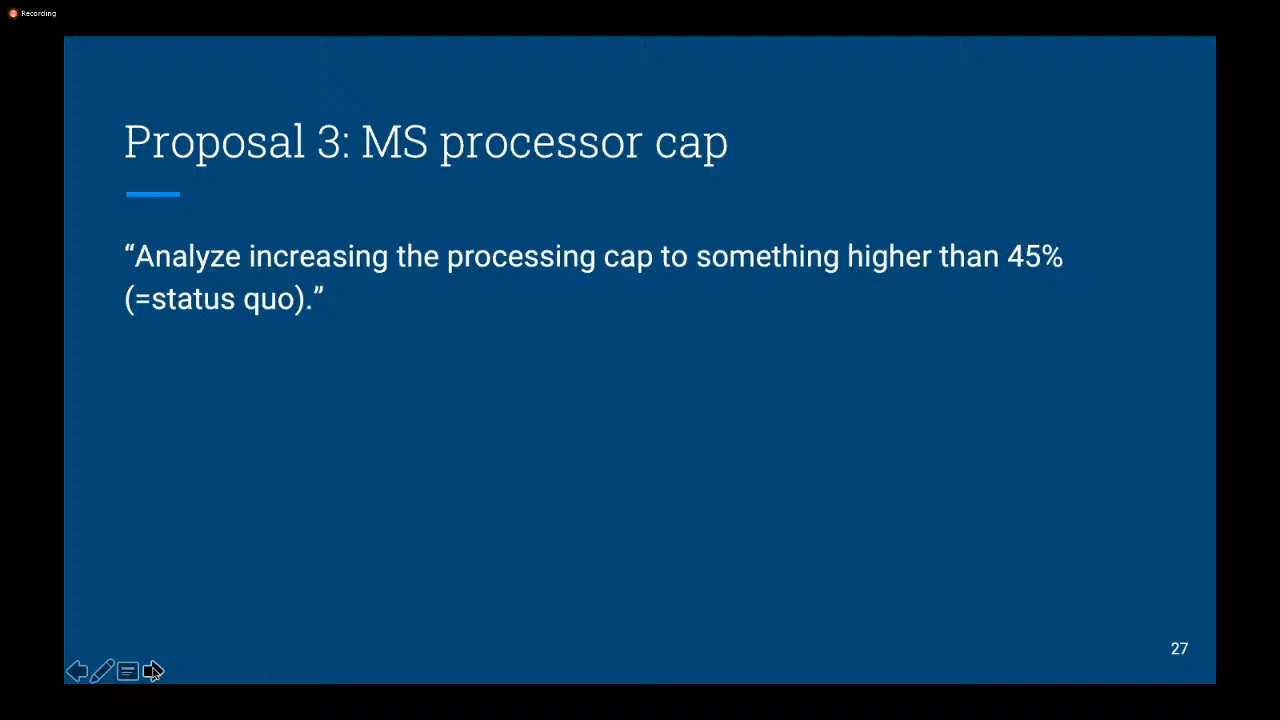 Recording
Proposal 3: MS processor cap
“Analyze increasing the processing cap to something higher than 45%
(=status quo).”
27